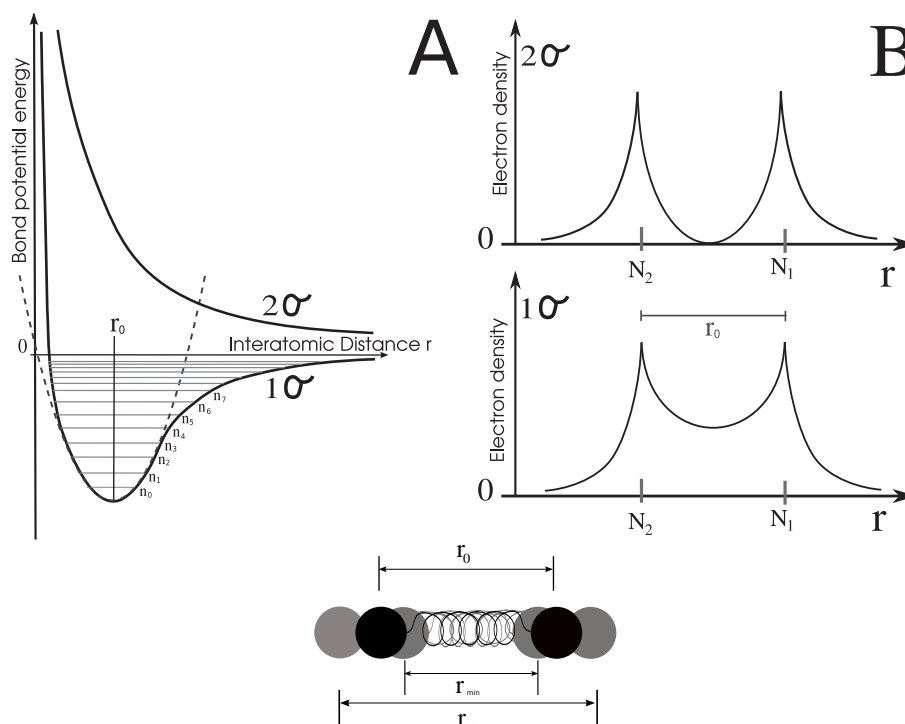 A
Bond potential energy
2σ
r₀
0
Interatomic Distance r
1σ
n₇
n₆
n₅
n₄
n₃
n₂
n₁
n₀
B
2σ
Electron density
0
N₂
N₁
r
1σ
Electron density
r₀
0
N₂
N₁
r
r₀
r min
r